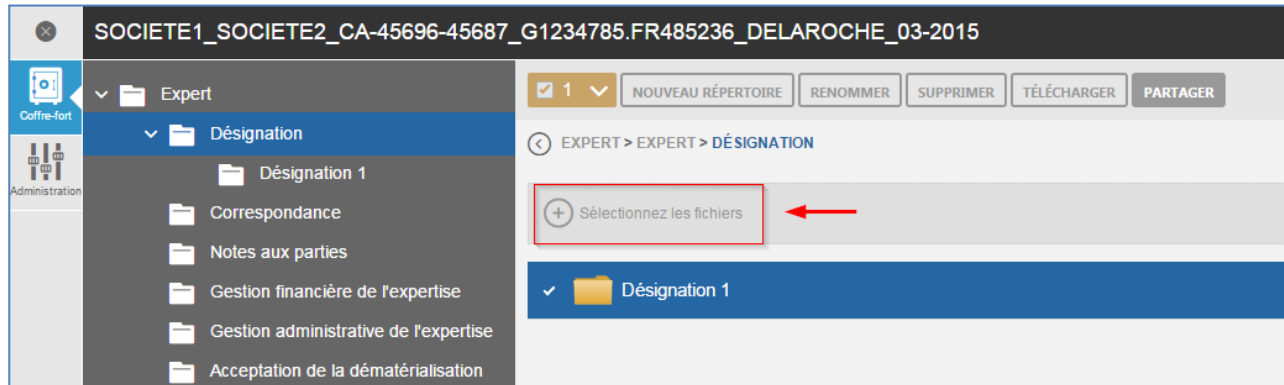 SOCIETE1_SOCIETE2_CA-45696-45687_G1234785.FR485236_DELAROCHE_03-2015
Coffre-fort
Administration
Expert
Désignation
Désignation 1
Correspondance
Notes aux parties
Gestion financière de l'expertise
Gestion administrative de l'expertise
Acceptation de la dématérialisation
1
NOUVEAU RÉPERTOIRE
RENOMMER
SUPPRIMER
TÉLÉCHARGER
PARTAGER
EXPERT > EXPERT > DÉSIGNATION
Sélectionnez les fichiers
Désignation 1